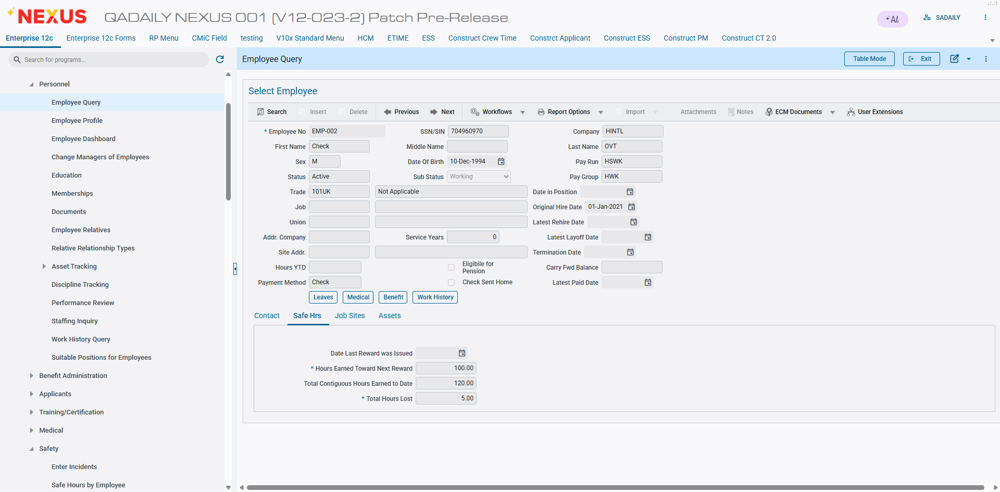 NEXUS QADAILY NEXUS 001 (V12-023-2) Patch Pre-Release AI SADAILY
Enterprise 12c Enterprise 12c Forms RP Menu CMiC Field testing V10x Standard Menu HCM ETIME ESS Construct Crew Time Constrct Applicant Construct ESS Construct PM Construct CT 2.0
Search for programs...
Personnel
Employee Query
Employee Profile
Employee Dashboard
Change Managers of Employees
Education
Memberships
Documents
Employee Relatives
Relative Relationship Types
Asset Tracking
Discipline Tracking
Performance Review
Staffing Inquiry
Work History Query
Suitable Positions for Employees
Benefit Administration
Applicants
Training/Certification
Medical
Safety
Enter Incidents
Safe Hours by Employee
Employee Query Table Mode Exit
Select Employee
Search Insert Delete Previous Next Workflows Report Options Import Attachments Notes ECM Documents User Extensions
* Employee No EMP-002 SSN/SIN 704960970 Company HINTL
First Name Check Middle Name Last Name OVT
Sex M Date Of Birth 10-Dec-1994 Pay Run HSWK
Status Active Sub Status Working Pay Group HWK
Trade 101UK Not Applicable Date in Position
Job Original Hire Date 01-Jan-2021
Union Latest Rehire Date
Addr. Company Service Years 0 Latest Layoff Date
Site Addr. Termination Date
Hours YTD Eligibile for Pension Carry Fwd Balance
Payment Method Check Check Sent Home Latest Paid Date
Leaves Medical Benefit Work History
Contact Safe Hrs Job Sites Assets
Date Last Reward was Issued
* Hours Earned Toward Next Reward 100.00
Total Contiguous Hours Earned to Date 120.00
* Total Hours Lost 5.00